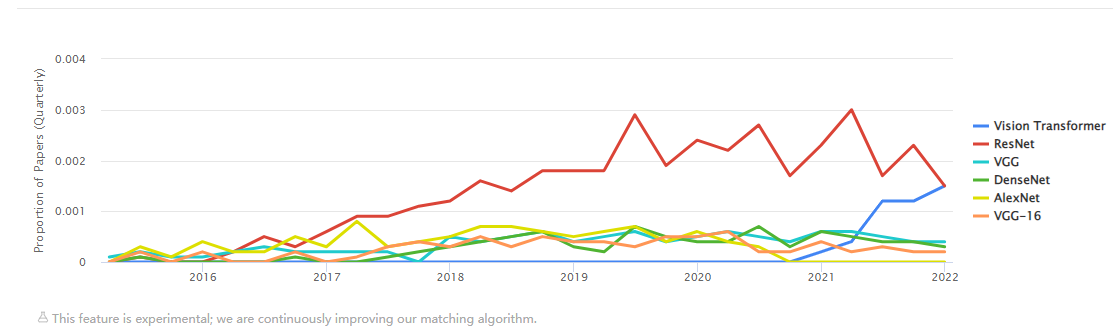 Proportion of Papers (Quarterly)
0.004
0.003
0.002
0.001
0
2016
2017
2018
2019
2020
2021
2022
Vision Transformer
ResNet
VGG
DenseNet
AlexNet
VGG-16
This feature is experimental; we are continuously improving our matching algorithm.